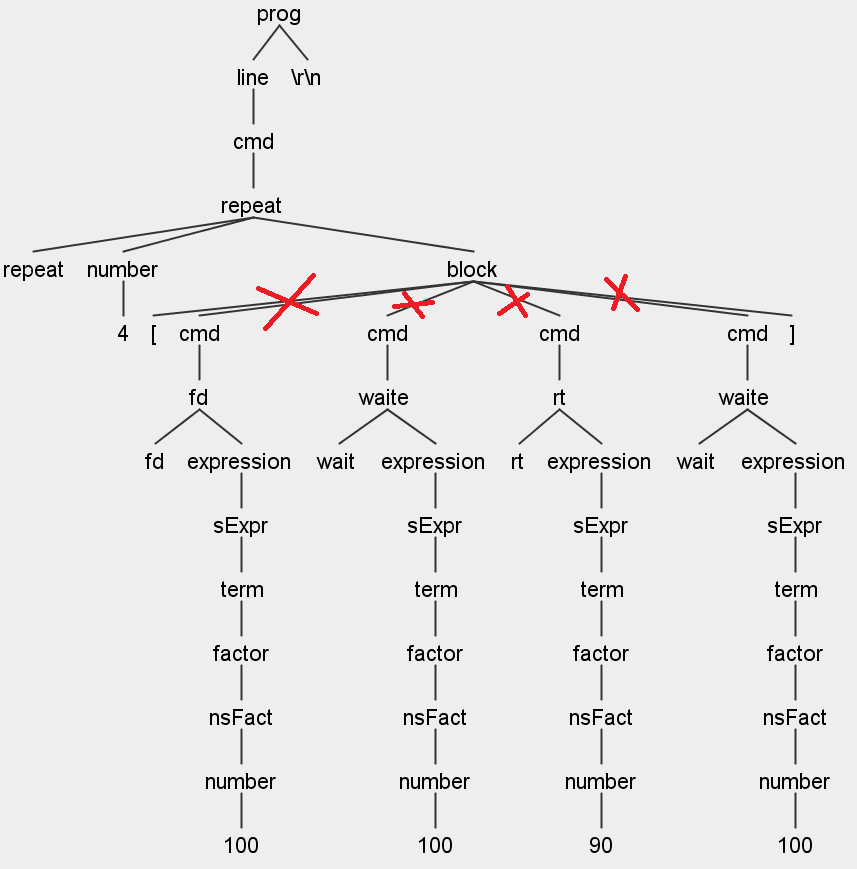 prog
line \r\n
cmd
repeat
repeat number block
4 [ cmd cmd cmd cmd ]
fd waite rt waite
fd expression wait expression rt expression wait expression
sExpr sExpr sExpr sExpr
term term term term
factor factor factor factor
nsFact nsFact nsFact nsFact
number number number number
100 100 90 100